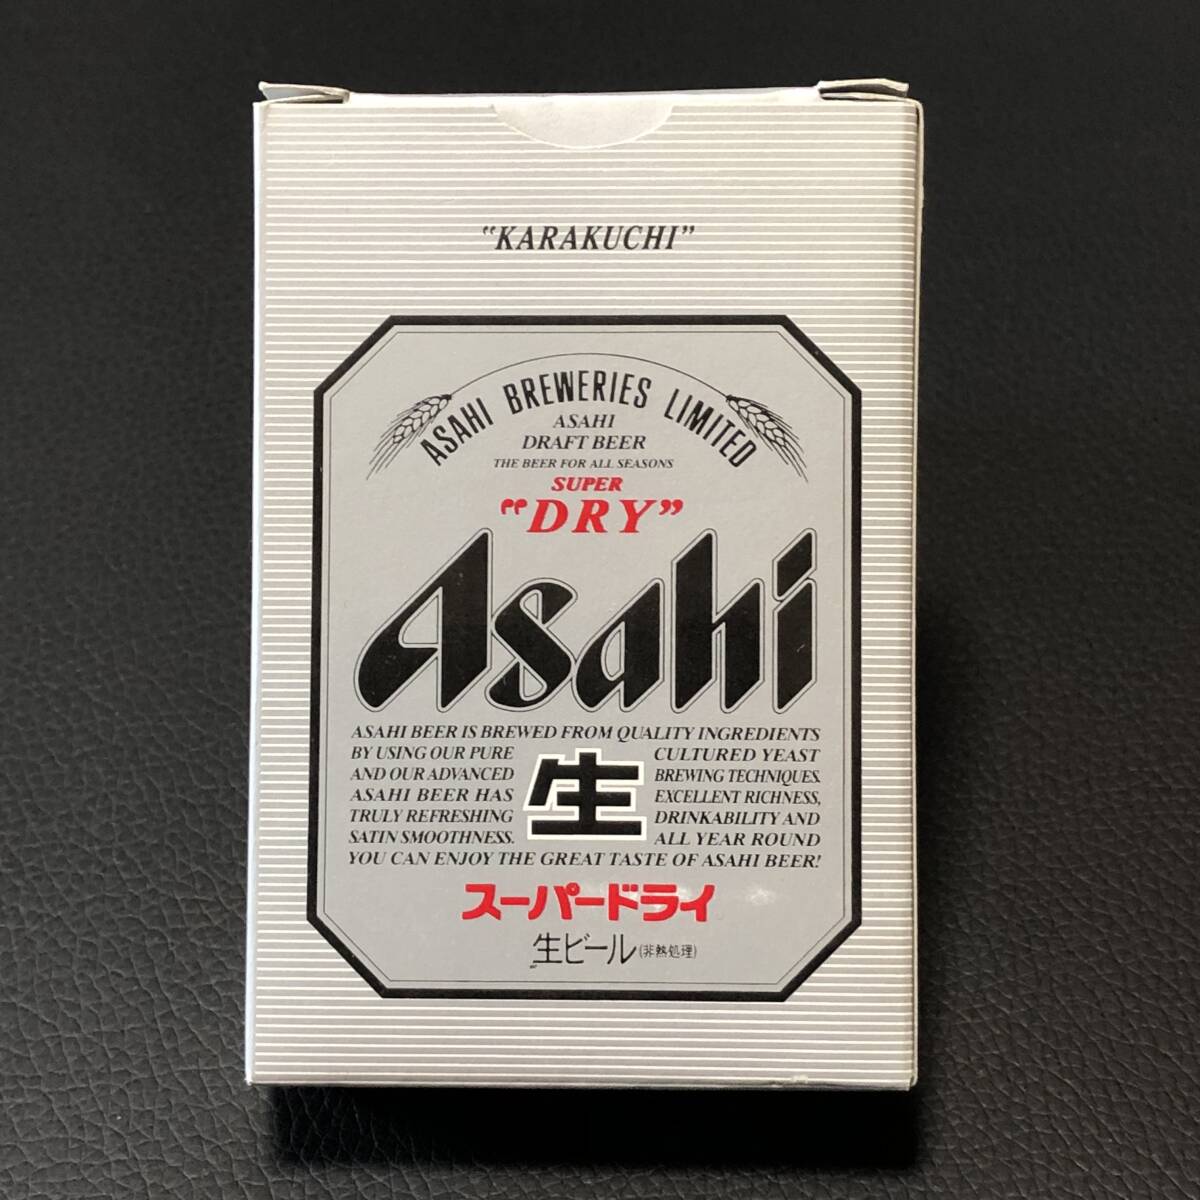 "KARAKUCHI"
ASAHI BREWERIES LIMITED
ASAHI
DRAFT BEER
THE BEER FOR ALL SEASONS
SUPER
"DRY"
Asahi
ASAHI BEER IS BREWED FROM QUALITY INGREDIENTS
BY USING OUR PURE CULTURED YEAST
AND OUR ADVANCED BREWING TECHNIQUES.
ASAHI BEER HAS EXCELLENT RICHNESS,
TRULY REFRESHING DRINKABILITY AND
SATIN SMOOTHNESS. ALL YEAR ROUND
生
YOU CAN ENJOY THE GREAT TASTE OF ASAHI BEER!
スーパードライ
生ビール(非熱処理)